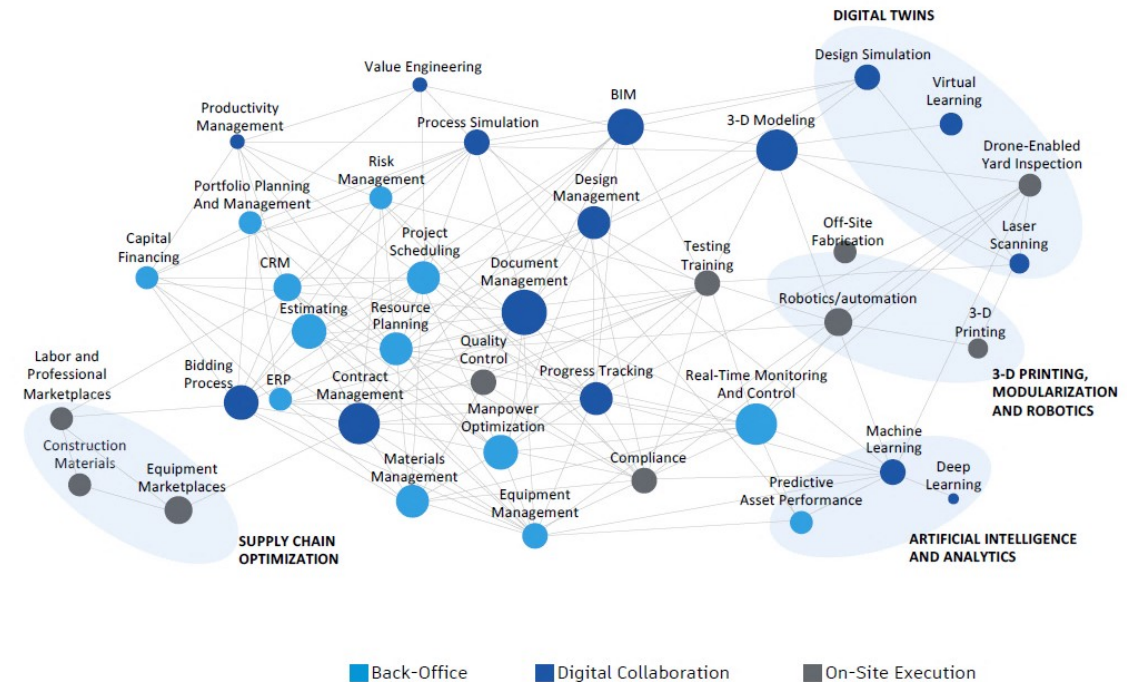 DIGITAL TWINS
Design Simulation
Value Engineering
Virtual
Learning
BIM
Productivity
Management
Process Simulation
3-D Modeling
Drone-Enabled
Yard Inspection
Risk
Management
Portfolio Planning
And Management
Design
Management
Off-Site
Fabrication
Laser
Scanning
Capital
Financing
Project
Scheduling
Testing
Training
CRM
Document
Management
Estimating
Resource
Planning
Robotics/automation
3-D
Printing
Quality
Control
Labor and
Professional
Marketplaces
Bidding
Process
ERP
Contract
Management
Progress Tracking
Real-Time Monitoring
And Control
3-D PRINTING,
MODULARIZATION
AND ROBOTICS
Manpower
Optimization
Machine
Learning
Construction
Materials
Equipment
Marketplaces
Materials
Management
Compliance
Deep
Learning
Predictive
Asset Performance
Equipment
Management
SUPPLY CHAIN
OPTIMIZATION
ARTIFICIAL INTELLIGENCE
AND ANALYTICS
Back-Office
Digital Collaboration
On-Site Execution